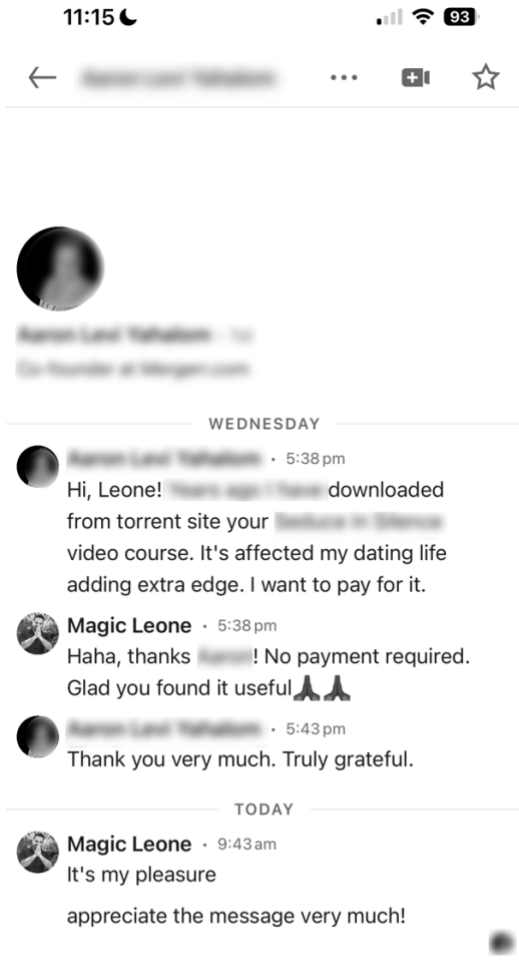 11:15
93
WEDNESDAY
· 5:38 pm
Hi, Leone! downloaded
from torrent site your
video course. It's affected my dating life
adding extra edge. I want to pay for it.
Magic Leone · 5:38 pm
Haha, thanks ! No payment required.
Glad you found it useful🙏🏿🙏🏿
· 5:43 pm
Thank you very much. Truly grateful.
TODAY
Magic Leone · 9:43 am
It's my pleasure
appreciate the message very much!